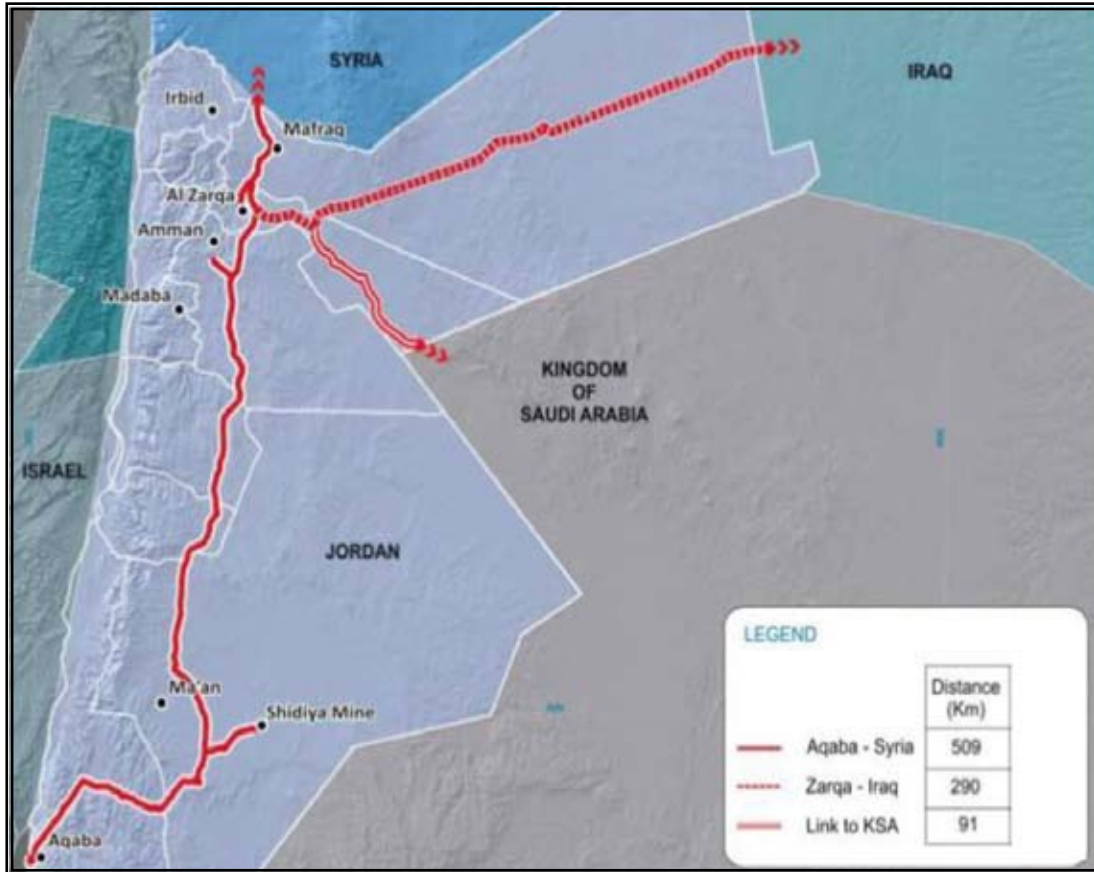 SYRIA
IRAQ
Irbid
Mafraq
Al Zarqa
Amman
Madaba
KINGDOM
OF
SAUDI ARABIA
ISRAEL
JORDAN
Ma'an
Shidiya Mine
Aqaba
LEGEND
Distance
(Km)
Aqaba - Syria 509
Zarqa - Iraq 290
Link to KSA 91